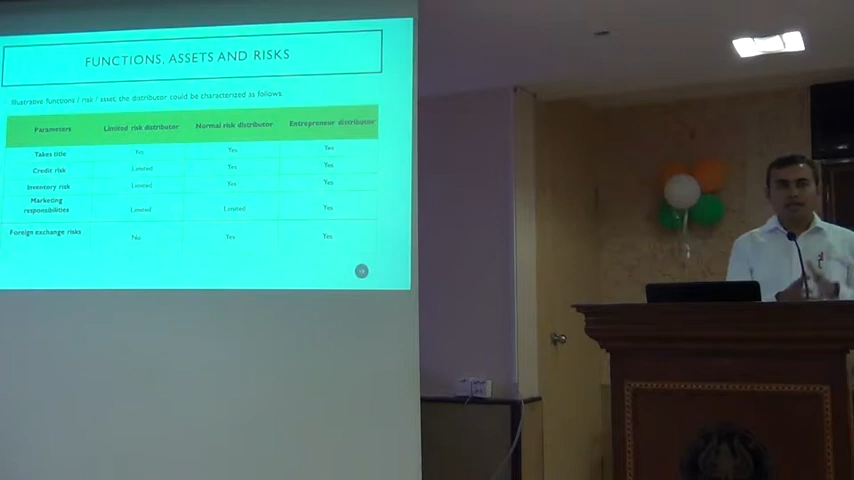 FUNCTIONS, ASSETS AND RISKS
Illustrative functions / risk / asset, the distributor could be characterized as follows.
Parameters Limited risk distributor Normal risk distributor Entrepreneur distributor
Takes title Yes Yes Yes
Credit risk Limited Yes Yes
Inventory risk Limited Yes Yes
Marketing
responsibilities Limited Limited Yes
Foreign exchange risks No Yes Yes